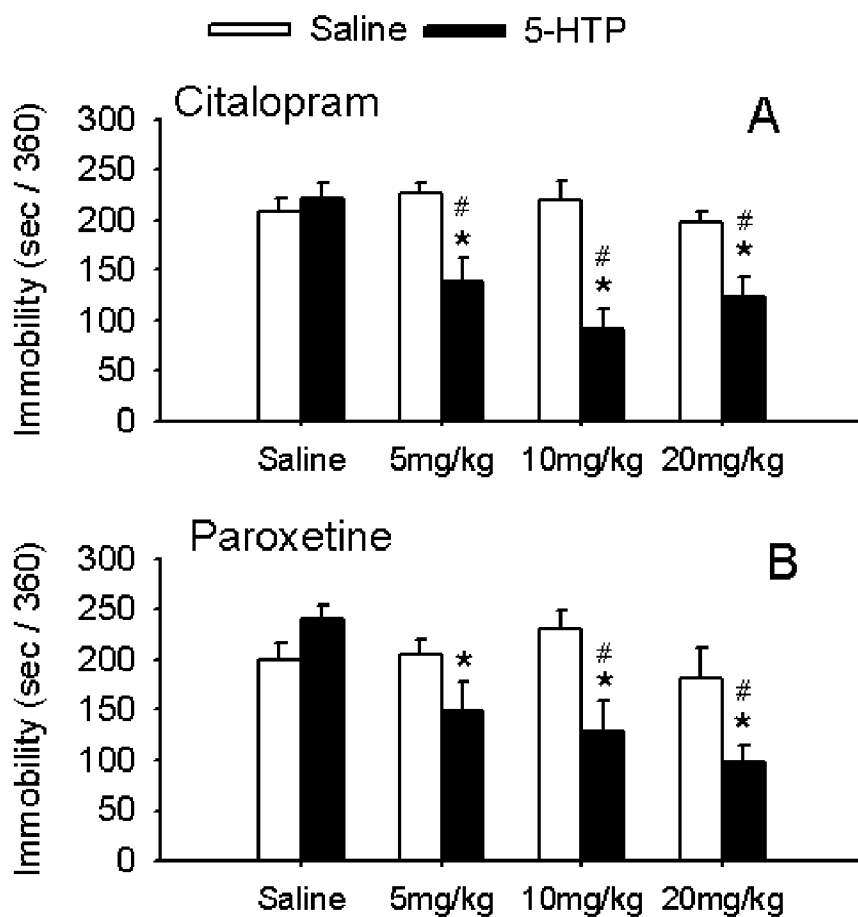 Saline 5-HTP
Citalopram A
Immobility (sec / 360)
300
250
200
150
100
50
0
# # #
* * *
Saline 5mg/kg 10mg/kg 20mg/kg
Paroxetine B
Immobility (sec / 360)
300
250
200
150
100
50
0
# #
* * *
Saline 5mg/kg 10mg/kg 20mg/kg